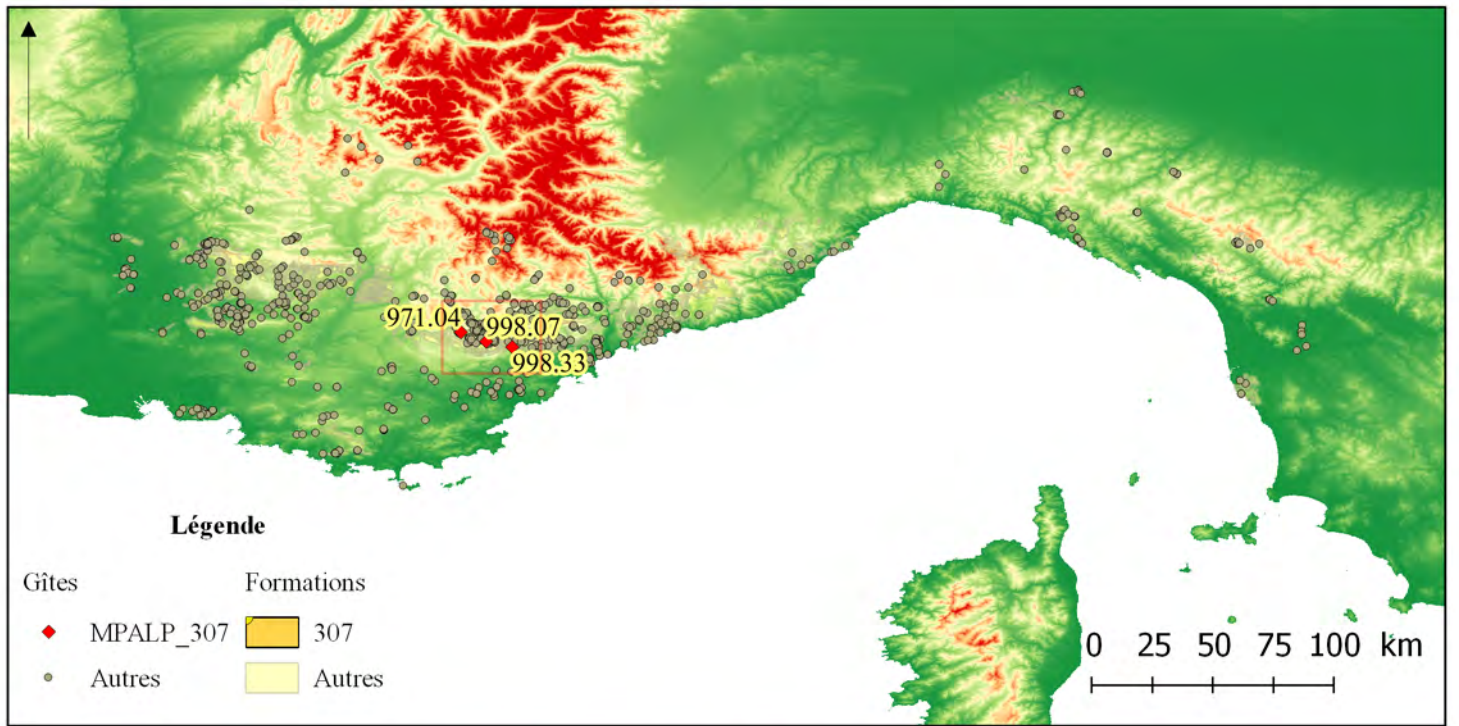 971.04
998.07
998.33
Légende
Gîtes Formations
MPALP_307 307
Autres Autres
0 25 50 75 100 km